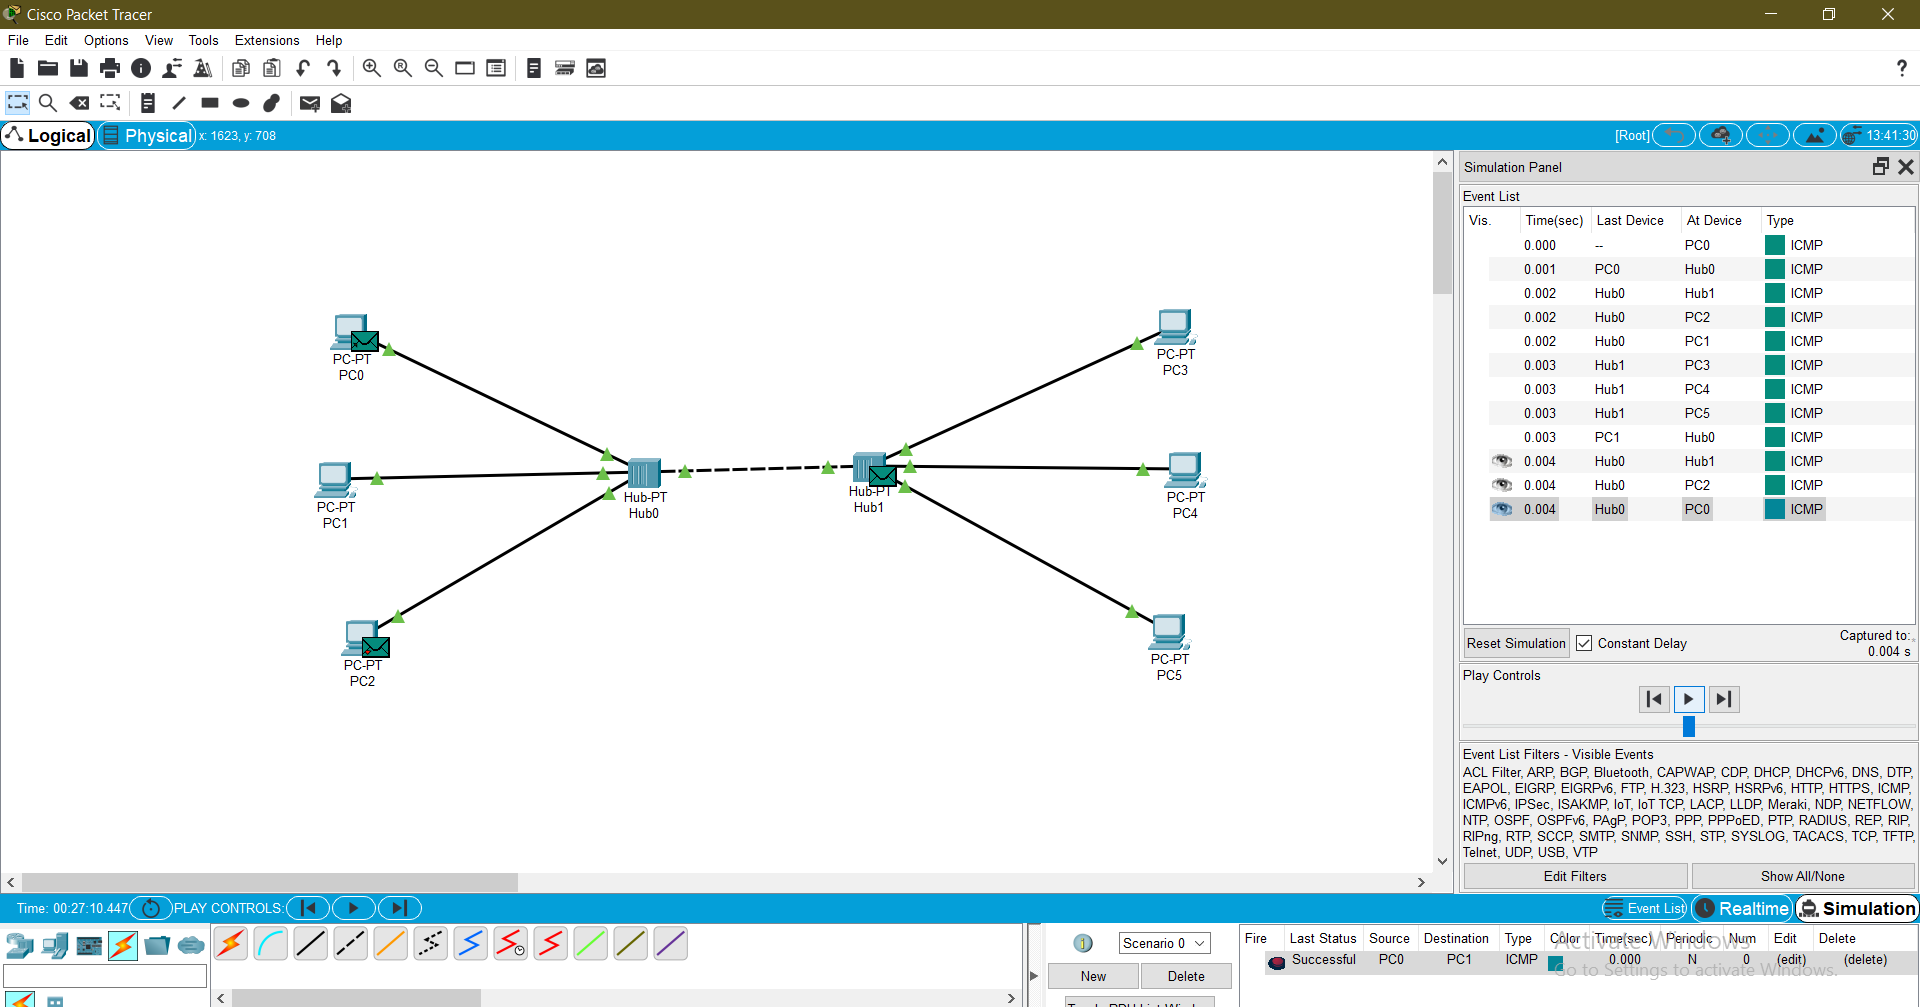 Cisco Packet Tracer
File Edit Options View Tools Extensions Help
Logical Physical x: 1623, y: 708 [Root] 13:41:30
Simulation Panel
Event List
Vis. Time(sec) Last Device At Device Type
0.000 -- PC0 ICMP
0.001 PC0 Hub0 ICMP
0.002 Hub0 Hub1 ICMP
0.002 Hub0 PC2 ICMP
0.002 Hub0 PC1 ICMP
0.003 Hub1 PC3 ICMP
0.003 Hub1 PC4 ICMP
0.003 Hub1 PC5 ICMP
0.003 PC1 Hub0 ICMP
0.004 Hub0 Hub1 ICMP
0.004 Hub0 PC2 ICMP
0.004 Hub0 PC0 ICMP
PC-PT
PC0
PC-PT
PC3
PC-PT
PC1
Hub-PT
Hub0
Hub-PT
Hub1
PC-PT
PC4
PC-PT
PC2
PC-PT
PC5
Reset Simulation Constant Delay Captured to:
0.004 s
Play Controls
Event List Filters - Visible Events
ACL Filter, ARP, BGP, Bluetooth, CAPWAP, CDP, DHCP, DHCPv6, DNS, DTP,
EAPOL, EIGRP, EIGRPv6, FTP, H.323, HSRP, HSRPv6, HTTP, HTTPS, ICMP,
ICMPv6, IPSec, ISAKMP, IoT, IoT TCP, LACP, LLDP, Meraki, NDP, NETFLOW,
NTP, OSPF, OSPFv6, PAgP, POP3, PPP, PPPoED, PTP, RADIUS, REP, RIP,
RIPng, RTP, SCCP, SMTP, SNMP, SSH, STP, SYSLOG, TACACS, TCP, TFTP,
Telnet, UDP, USB, VTP
Edit Filters Show All/None
Time: 00:27:10.447 PLAY CONTROLS: Event List Realtime Simulation
Scenario 0
New Delete
Fire Last Status Source Destination Type Color Time(sec) Periodic Num Edit Delete
Successful PC0 PC1 ICMP 0.000 N 0 (edit) (delete)
Activate Windows
Go to Settings to activate Windows.